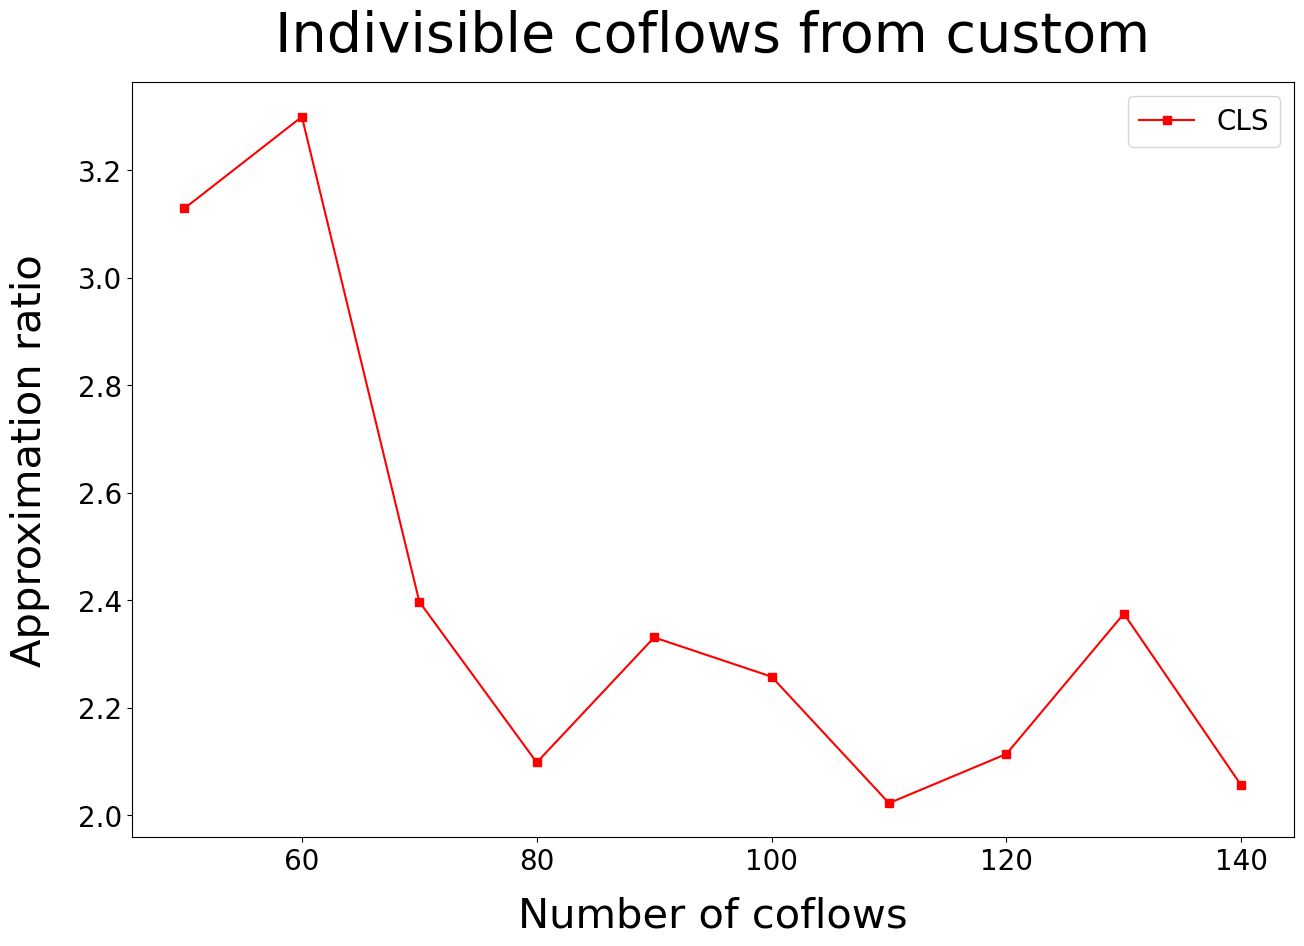 Indivisible coflows from custom
CLS
Approximation ratio
3.2
3.0
2.8
2.6
2.4
2.2
2.0
60 80 100 120 140
Number of coflows